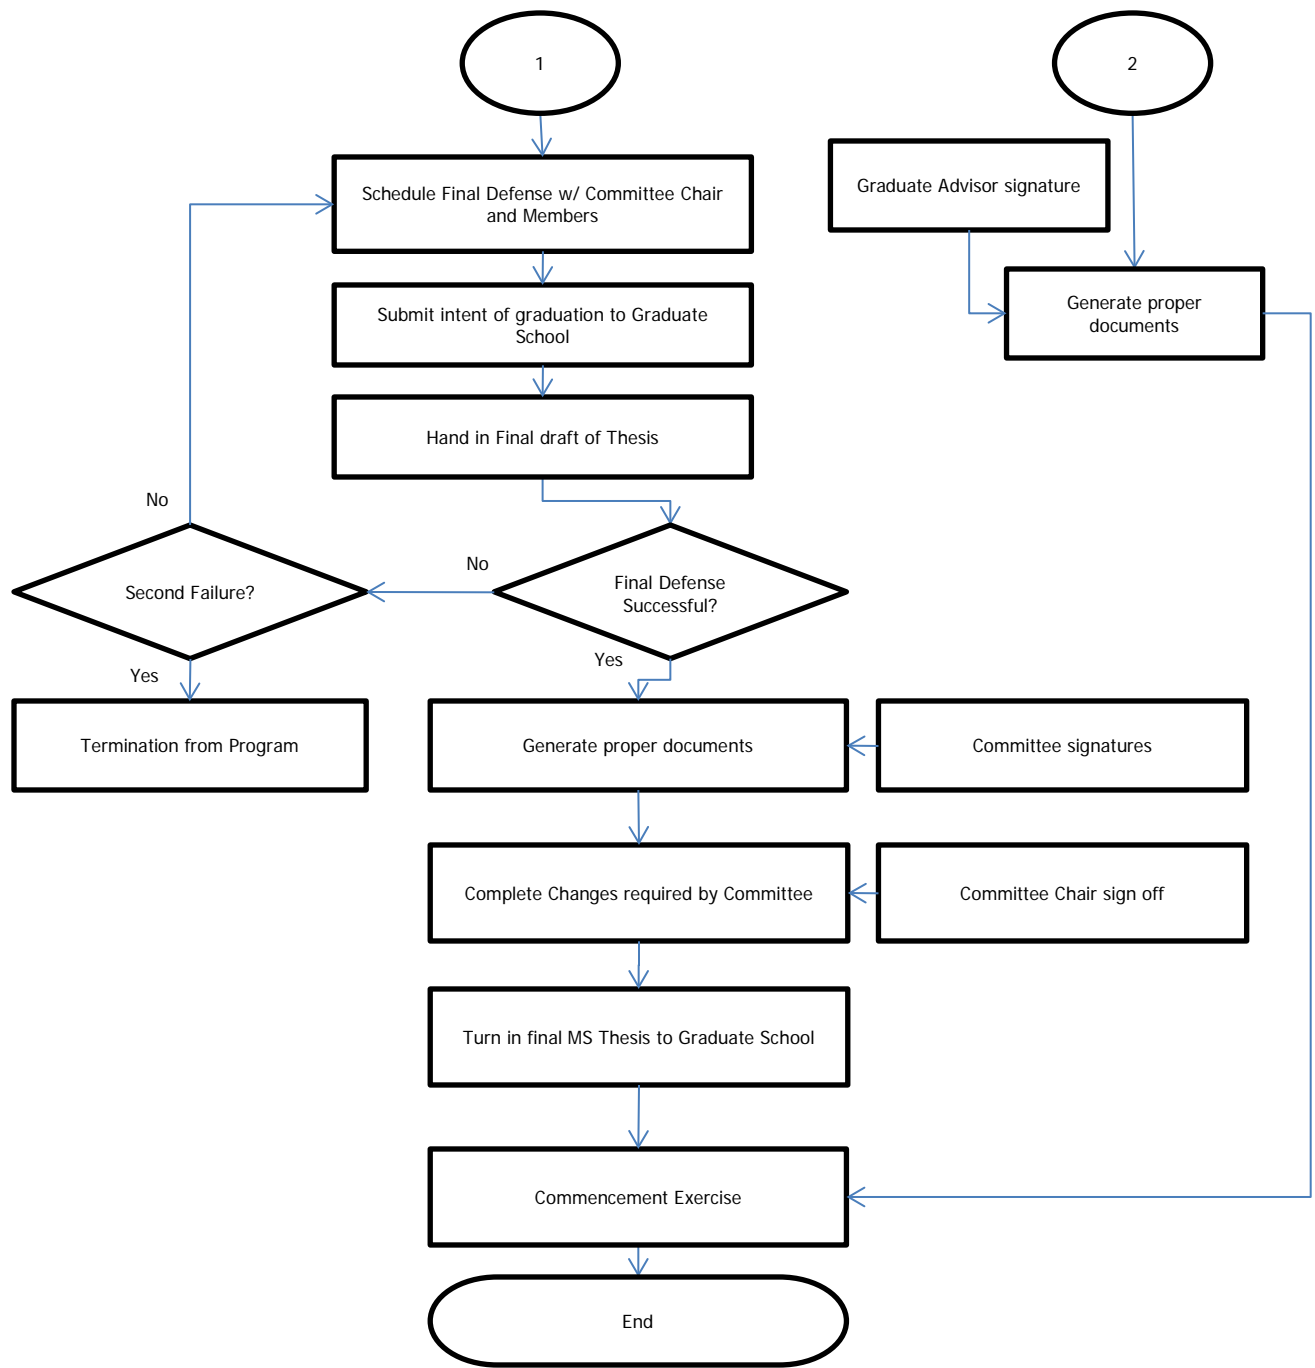 1
2
Graduate Advisor signature
Schedule Final Defense w/ Committee Chair
and Members
Generate proper
documents
Submit intent of graduation to Graduate
School
Hand in Final draft of Thesis
No
No
Second Failure?
Final Defense
Successful?
Yes
Yes
Termination from Program
Generate proper documents
Committee signatures
Complete Changes required by Committee
Committee Chair sign off
Turn in final MS Thesis to Graduate School
Commencement Exercise
End